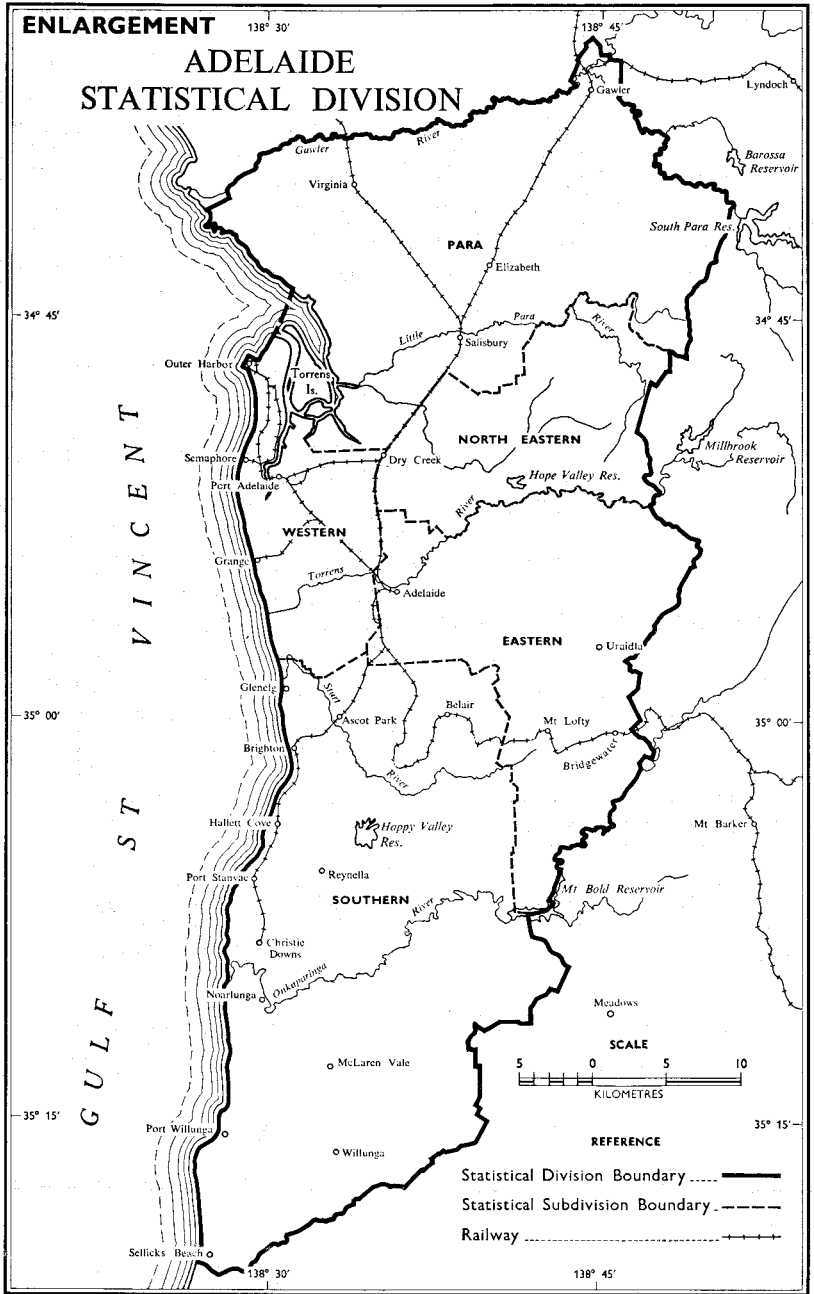 ENLARGEMENT
138° 30'
138° 45'
ADELAIDE
STATISTICAL DIVISION
Gawler
Lyndoch
Gawler River
Barossa
Reservoir
Virginia
South Para Res.
PARA
Elizabeth
34° 45'
34° 45'
Little Para River
Salisbury
Outer Harbor
Torrens
Is.
NORTH EASTERN
Millbrook
Reservoir
Semaphore
Dry Creek
Port Adelaide
Hope Valley Res.
River
WESTERN
Grange
Torrens
Adelaide
EASTERN
Uraidla
Glenelg
Sturt
River
Belair
35° 00'
35° 00'
Ascot Park
Mt Lofty
Brighton
Bridgewater
Hallett Cove
Happy Valley
Res.
Mt Barker
Port Stanvac
Reynella
SOUTHERN
Mt Bold Reservoir
River
Christie
Downs
Onkaparinga
Noarlunga
Meadows
SCALE
5 0 5 10
KILOMETRES
McLaren Vale
GULF ST VINCENT
35° 15'
35° 15'
Port Willunga
Willunga
REFERENCE
Statistical Division Boundary
Statistical Subdivision Boundary
Railway
Sellicks Beach
138° 30'
138° 45'